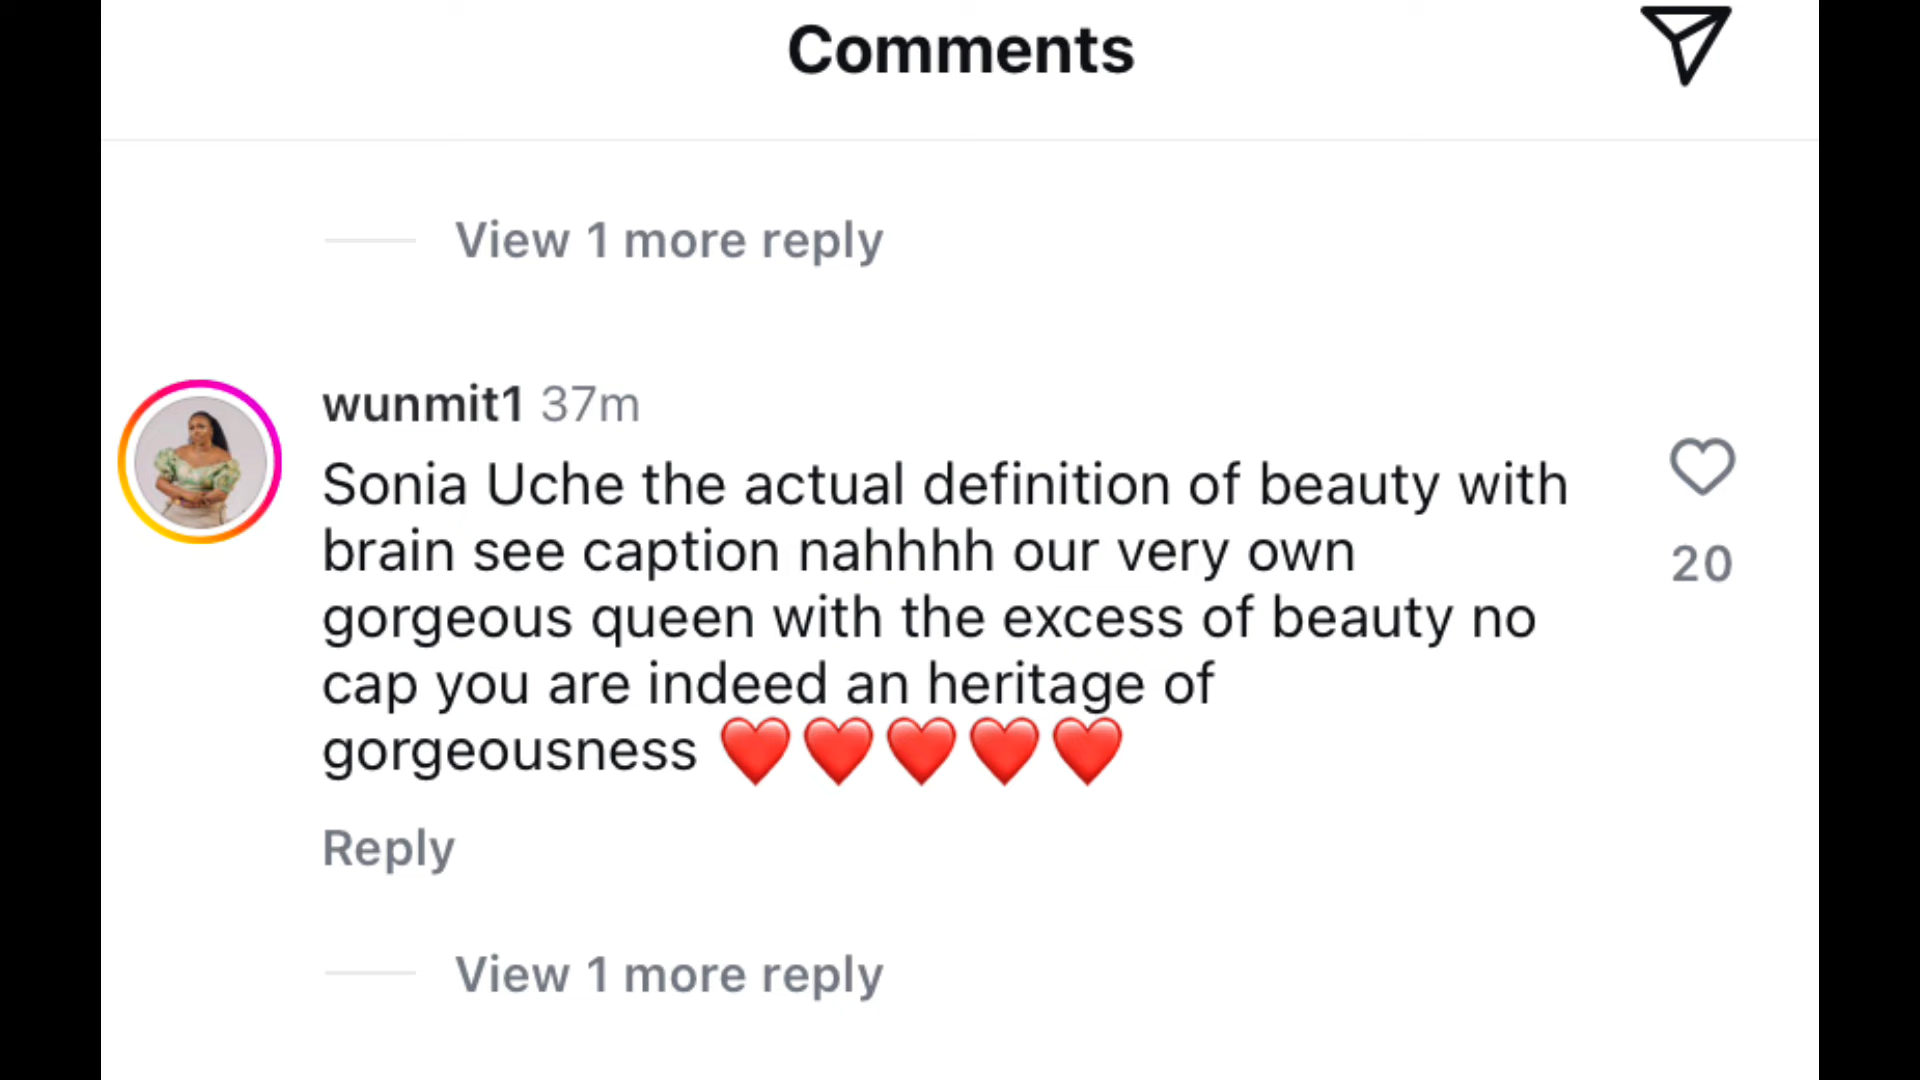 Comments
View 1 more reply
wunmit1 37m
Sonia Uche the actual definition of beauty with
brain see caption nahhhh our very own
gorgeous queen with the excess of beauty no
cap you are indeed an heritage of
gorgeousness ❤️❤️❤️❤️❤️
20
Reply
View 1 more reply